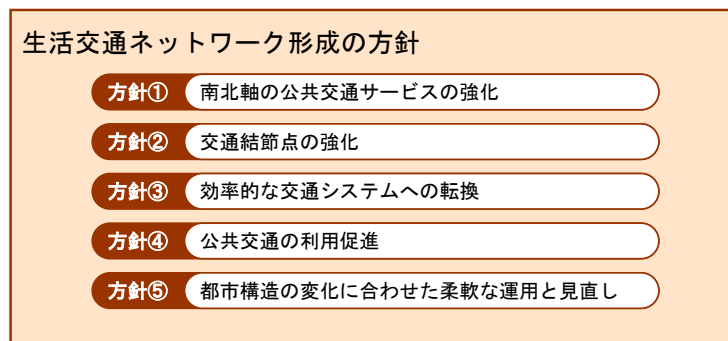 生活交通ネットワーク形成の方針
方針① 南北軸の公共交通サービスの強化
方針② 交通結節点の強化
方針③ 効率的な交通システムへの転換
方針④ 公共交通の利用促進
方針⑤ 都市構造の変化に合わせた柔軟な運用と見直し